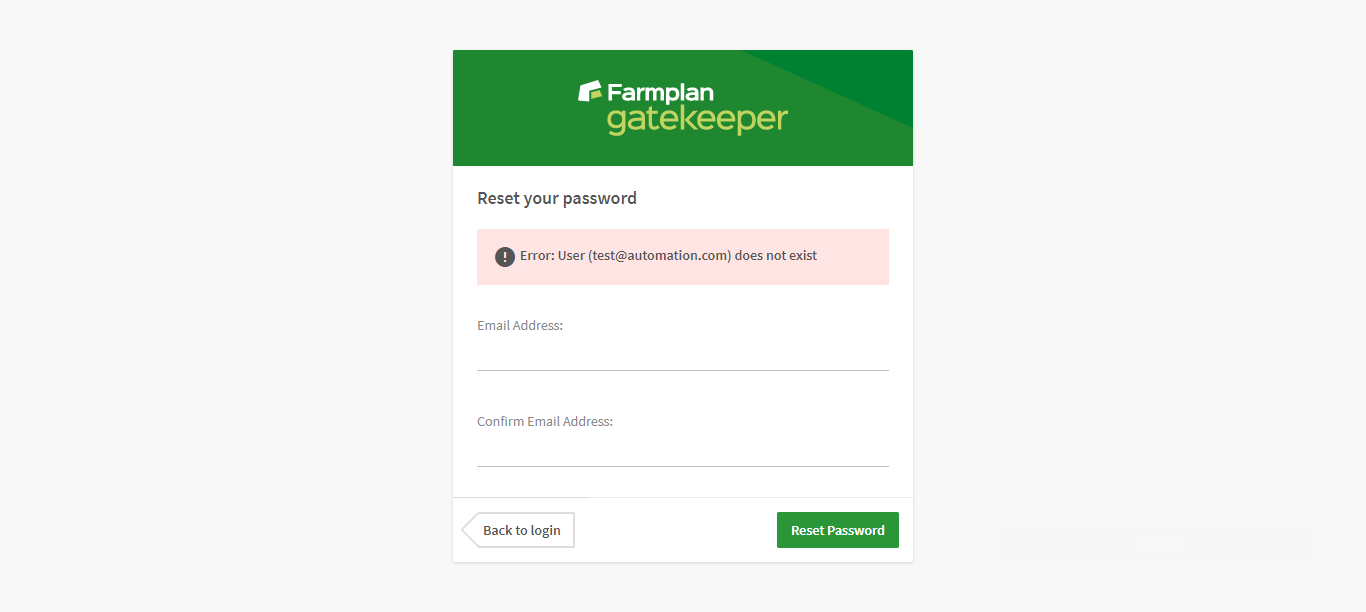 Farmplan
gatekeeper
Reset your password
Error: User (test@automation.com) does not exist
Email Address:
Confirm Email Address:
Back to login
Reset Password